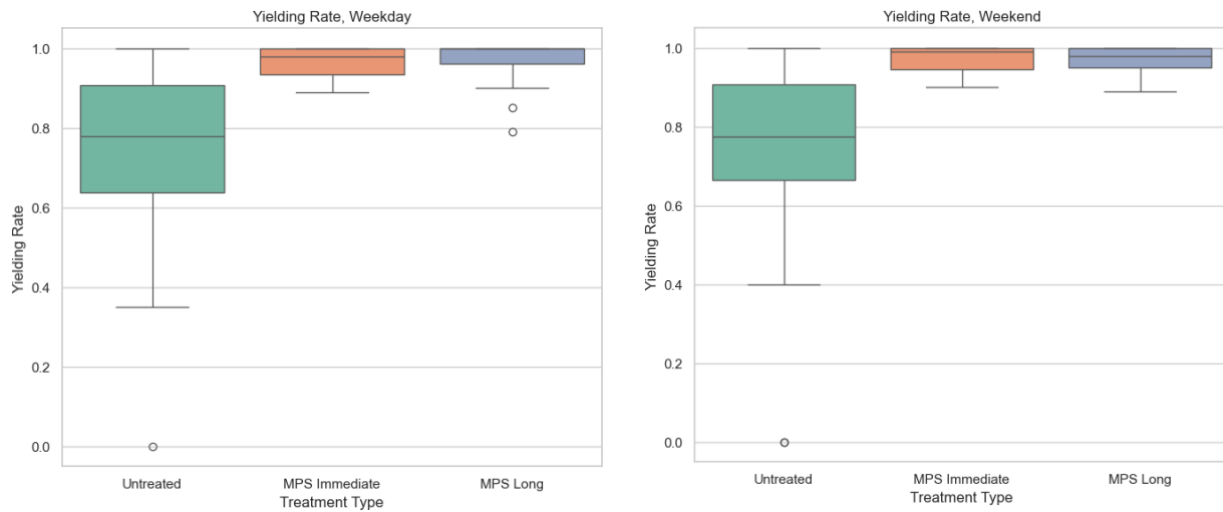 Yielding Rate, Weekday
Yielding Rate
1.0
0.8
0.6
0.4
0.2
0.0
Untreated
MPS Immediate
MPS Long
Treatment Type
Yielding Rate, Weekend
Yielding Rate
1.0
0.8
0.6
0.4
0.2
0.0
Untreated
MPS Immediate
MPS Long
Treatment Type